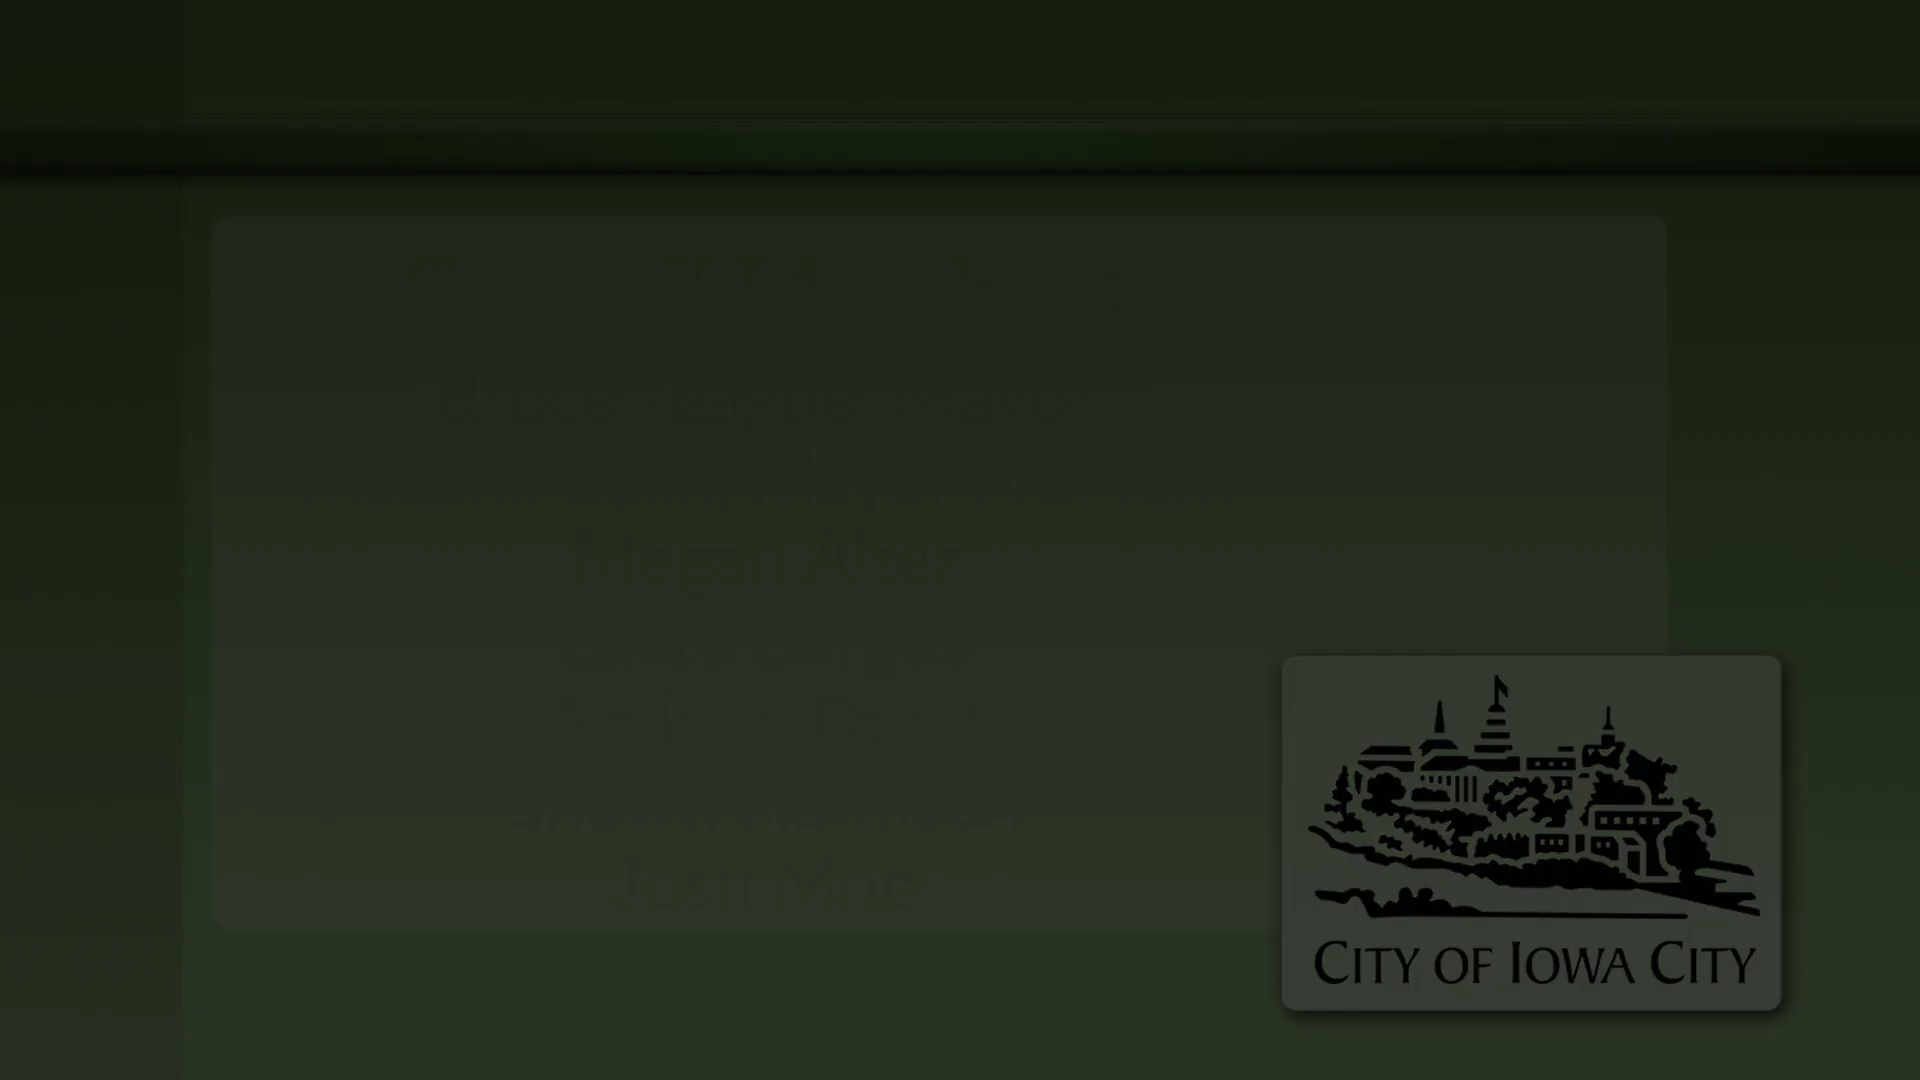 Council Members
Bruce Teague, Mayor
Mazahir Salih, Mayor Pro Tem
Megan Alter
Laura Bergus
Andrew Dunn
Shawn Harmsen
Josh Moe
CITY OF IOWA CITY